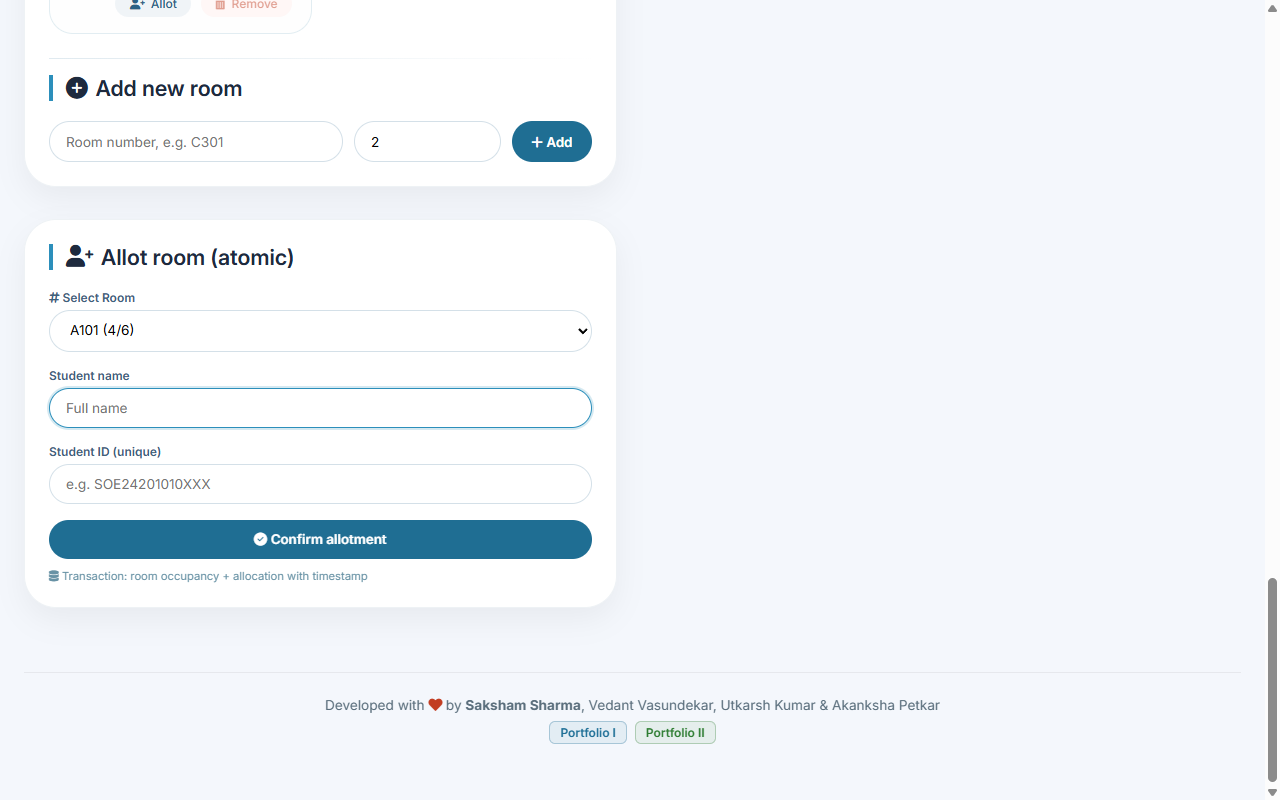 Allot Remove
Add new room
Room number, e.g. C301 2 + Add
Allot room (atomic)
# Select Room
A101 (4/6)
Student name
Full name
Student ID (unique)
e.g. SOE24201010XXX
Confirm allotment
Transaction: room occupancy + allocation with timestamp
Developed with ❤ by Saksham Sharma, Vedant Vasundekar, Utkarsh Kumar & Akanksha Petkar
Portfolio I Portfolio II